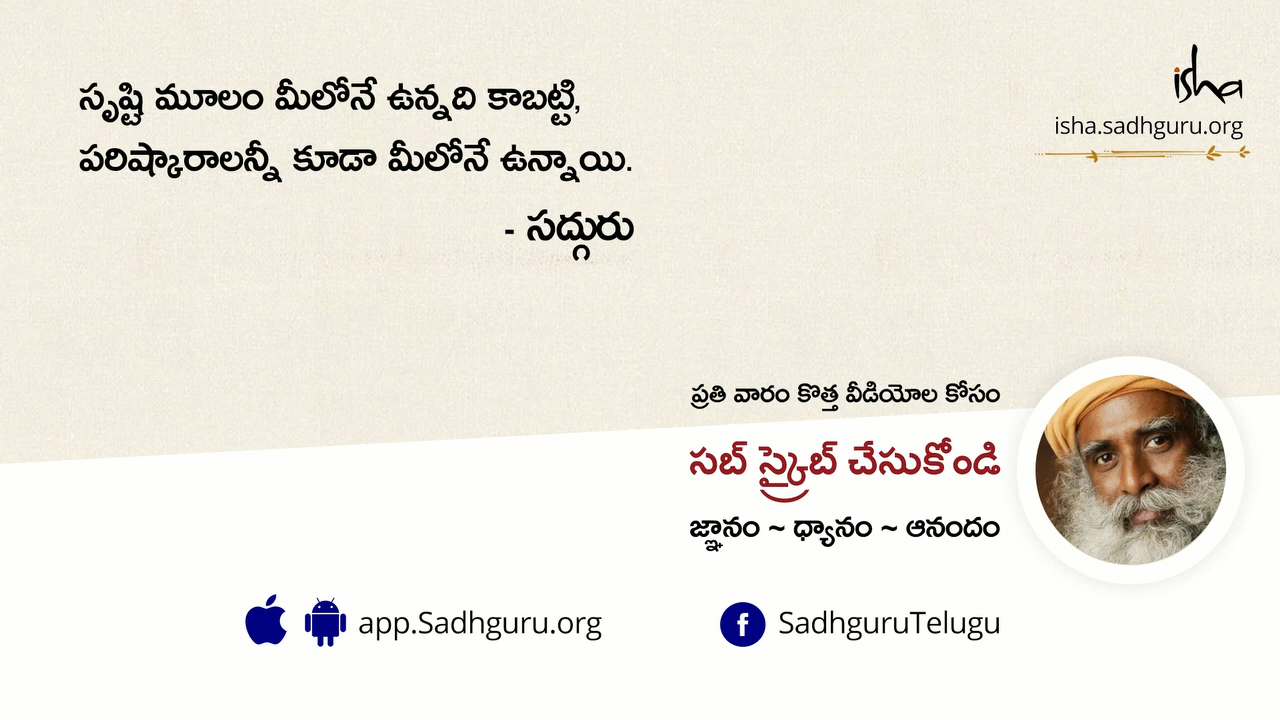 సృష్టి మూలం మీలోనే ఉన్నది కాబట్టి,
పరిష్కారాలన్నీ కూడా మీలోనే ఉన్నాయి.
- సద్గురు
isha
isha.sadhguru.org
ప్రతి వారం కొత్త వీడియోల కోసం
సబ్ స్క్రైబ్ చేసుకోండి
జ్ఞానం ~ ధ్యానం ~ ఆనందం
app.Sadhguru.org
f SadhguruTelugu